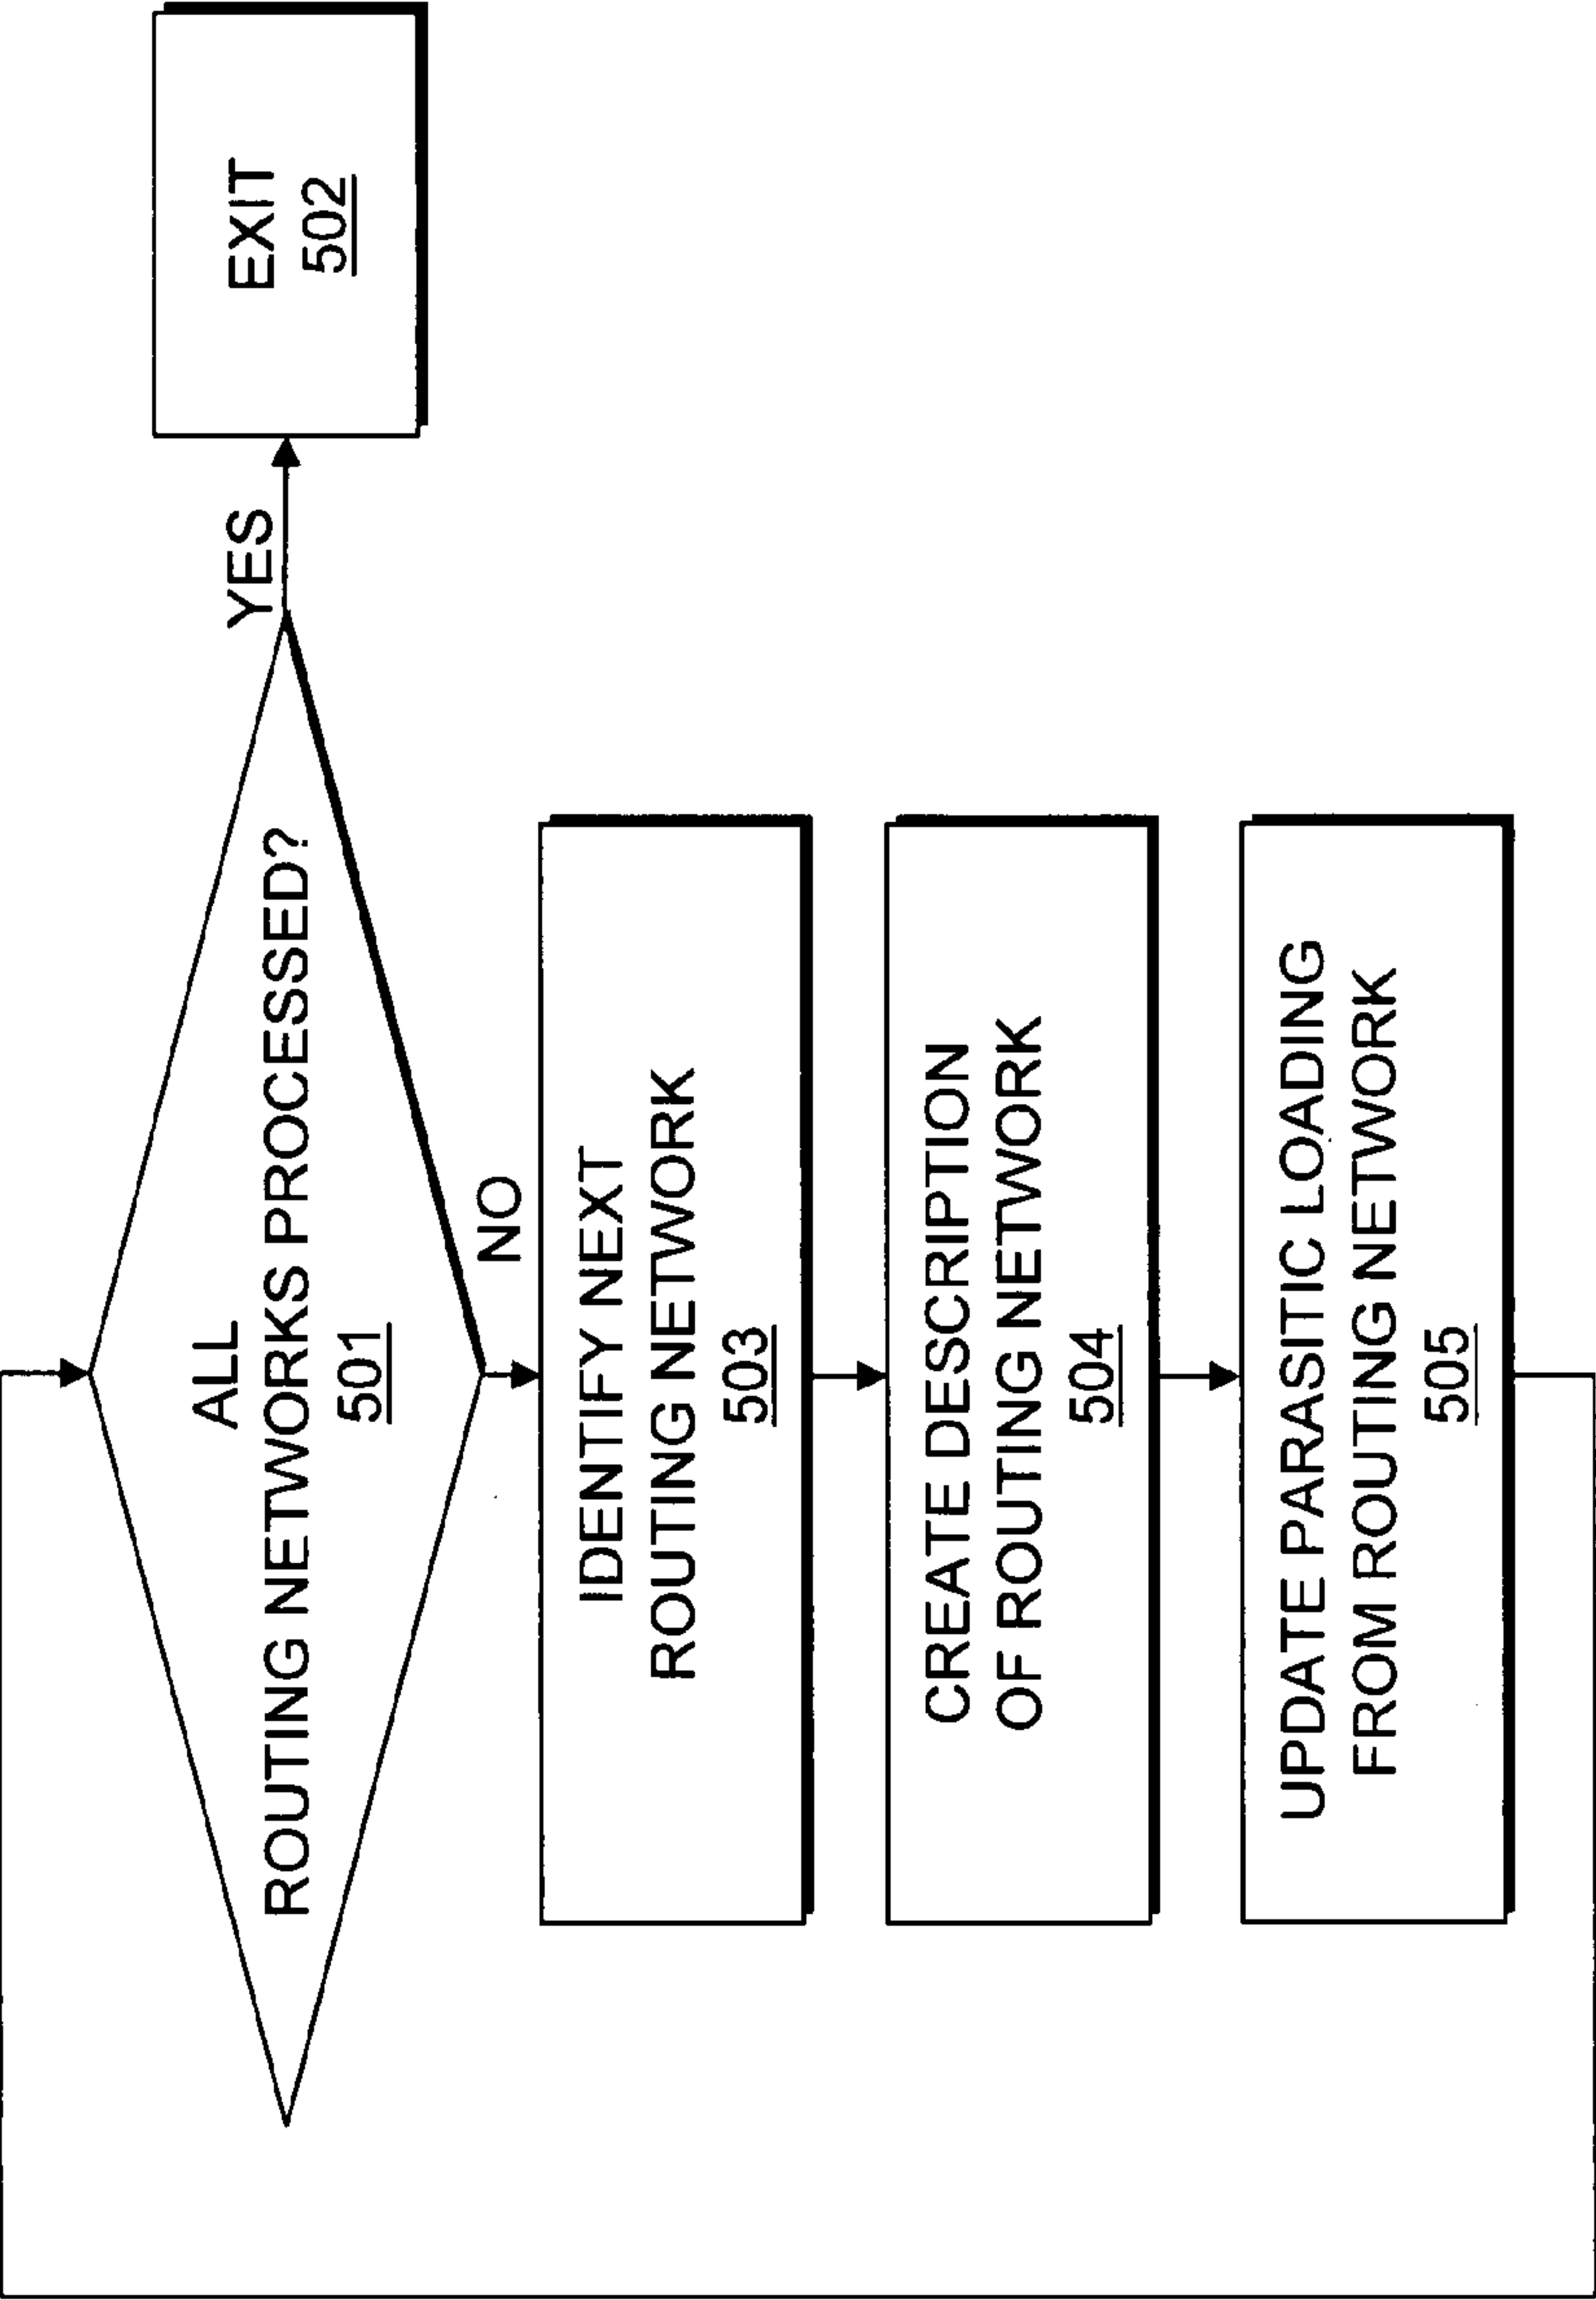 ALL
ROUTING NETWORKS PROCESSED?
501
YES
EXIT
502
NO
IDENTIFY NEXT
ROUTING NETWORK
503
CREATE DESCRIPTION
OF ROUTING NETWORK
504
UPDATE PARASITIC LOADING
FROM ROUTING NETWORK
505